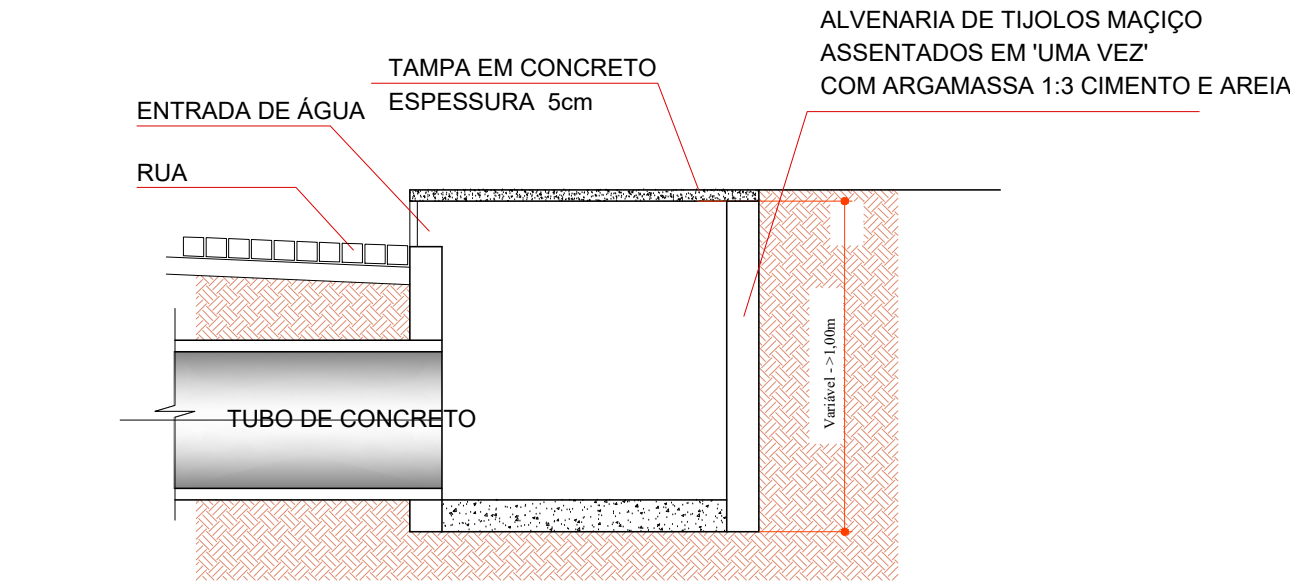 ALVENARIA DE TIJOLOS MAÇIÇO
ASSENTADOS EM 'UMA VEZ'
COM ARGAMASSA 1:3 CIMENTO E AREIA
TAMPA EM CONCRETO
ESPESSURA 5cm
ENTRADA DE ÁGUA
RUA
Variável - >1,00m
TUBO DE CONCRETO